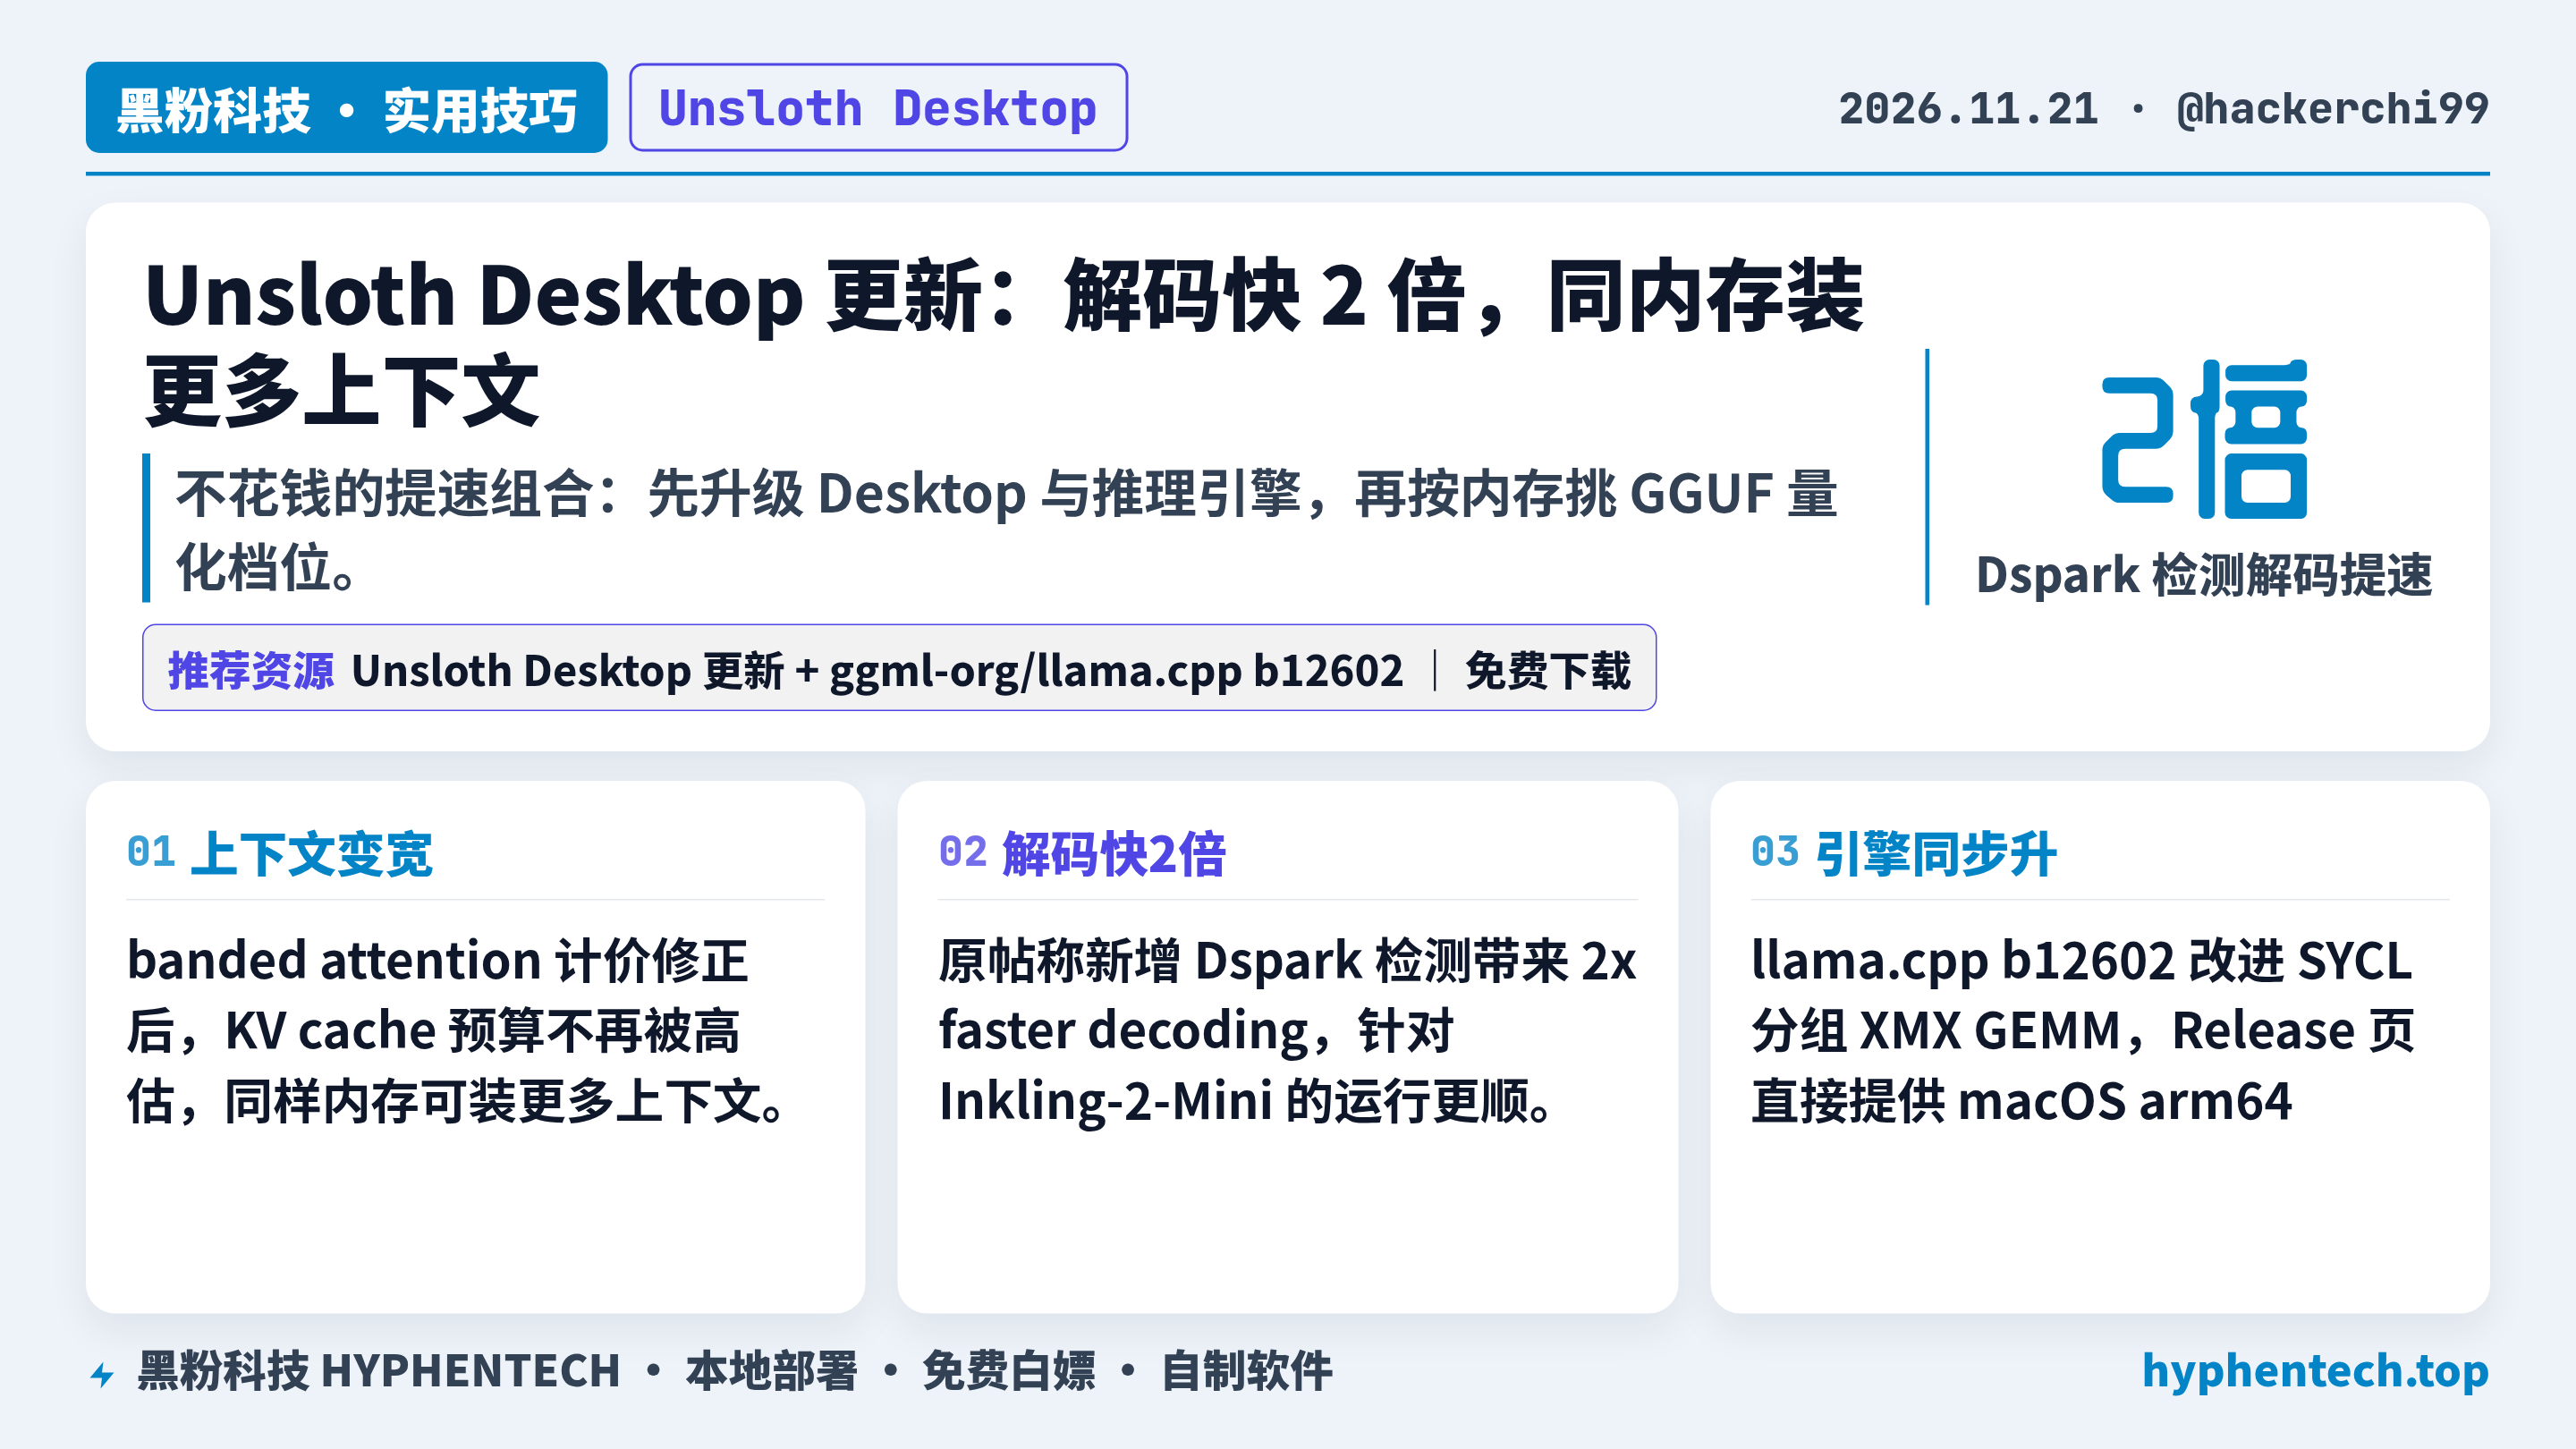 黑粉科技 · 实用技巧
Unsloth Desktop
2026.11.21 · @hackerchi99
Unsloth Desktop 更新：解码快 2 倍，同内存装
更多上下文
不花钱的提速组合：先升级 Desktop 与推理引擎，再按内存挑 GGUF 量
化档位。
推荐资源 Unsloth Desktop 更新 + ggml-org/llama.cpp b12602 ｜ 免费下载
2倍
Dspark 检测解码提速
01 上下文变宽
banded attention 计价修正
后，KV cache 预算不再被高
估，同样内存可装更多上下文。
02 解码快2倍
原帖称新增 Dspark 检测带来 2x
faster decoding，针对
Inkling-2-Mini 的运行更顺。
03 引擎同步升
llama.cpp b12602 改进 SYCL
分组 XMX GEMM，Release 页
直接提供 macOS arm64
黑粉科技 HYPHENTECH · 本地部署 · 免费白嫖 · 自制软件
hyphentech.top